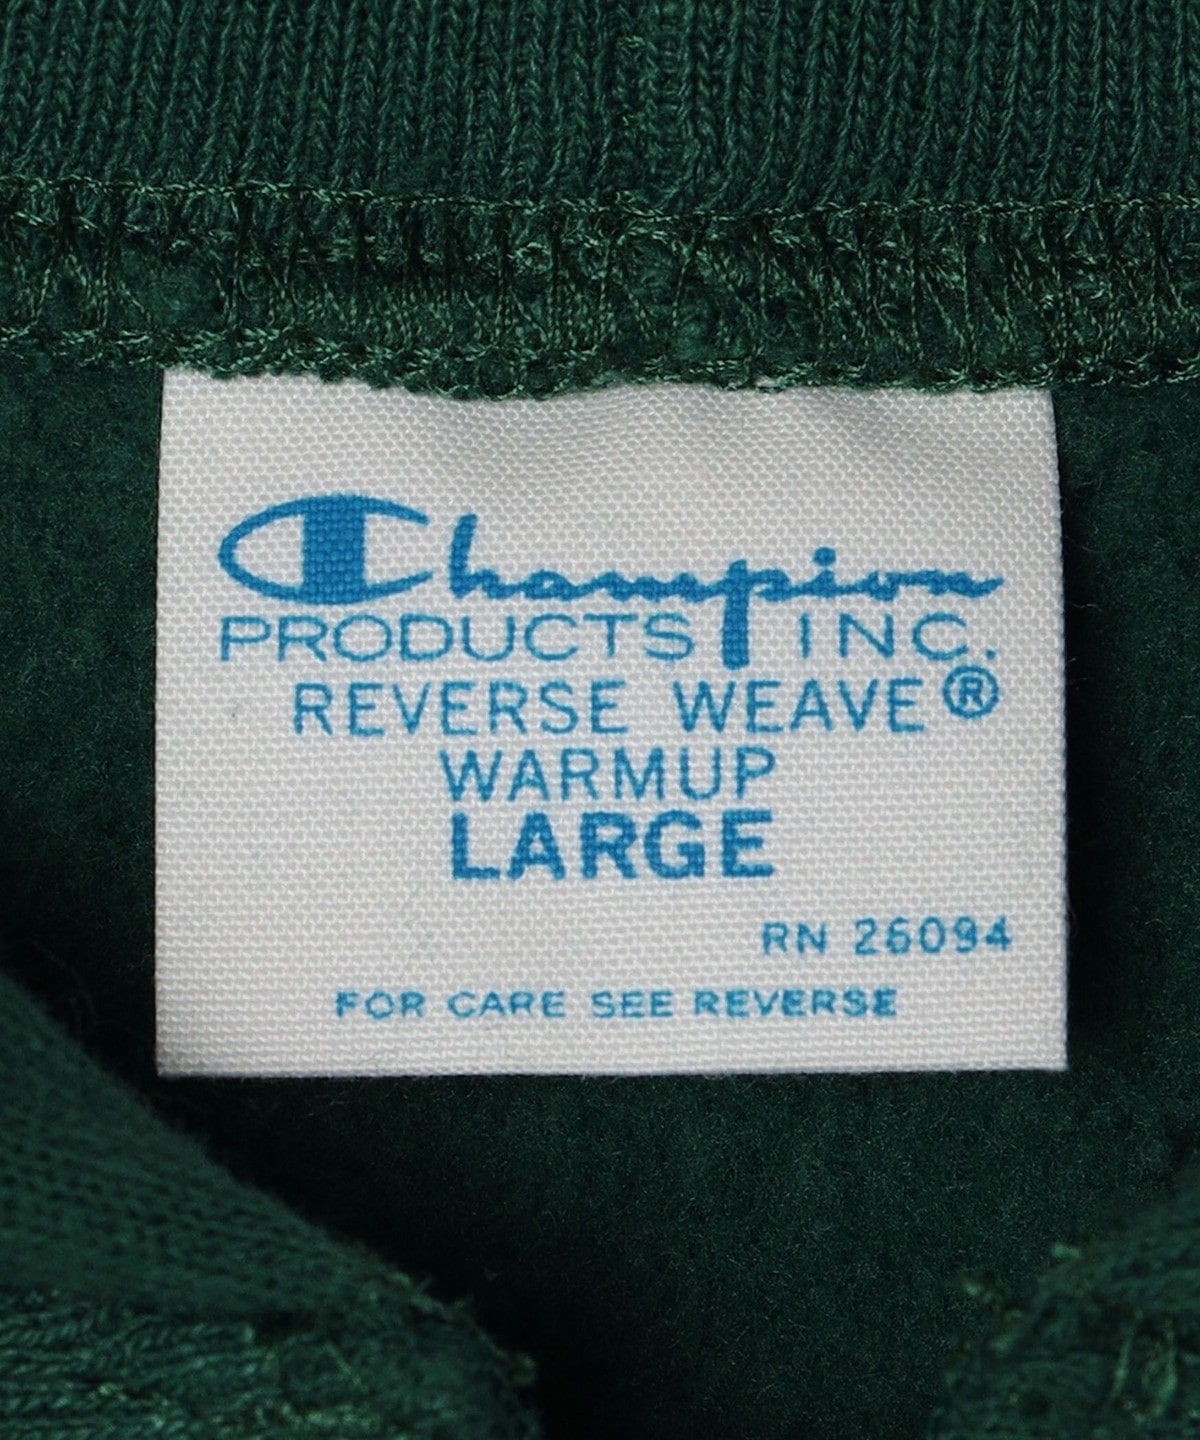 Champion
PRODUCTS INC.
REVERSE WEAVE®
WARMUP
LARGE
RN 26094
FOR CARE SEE REVERSE